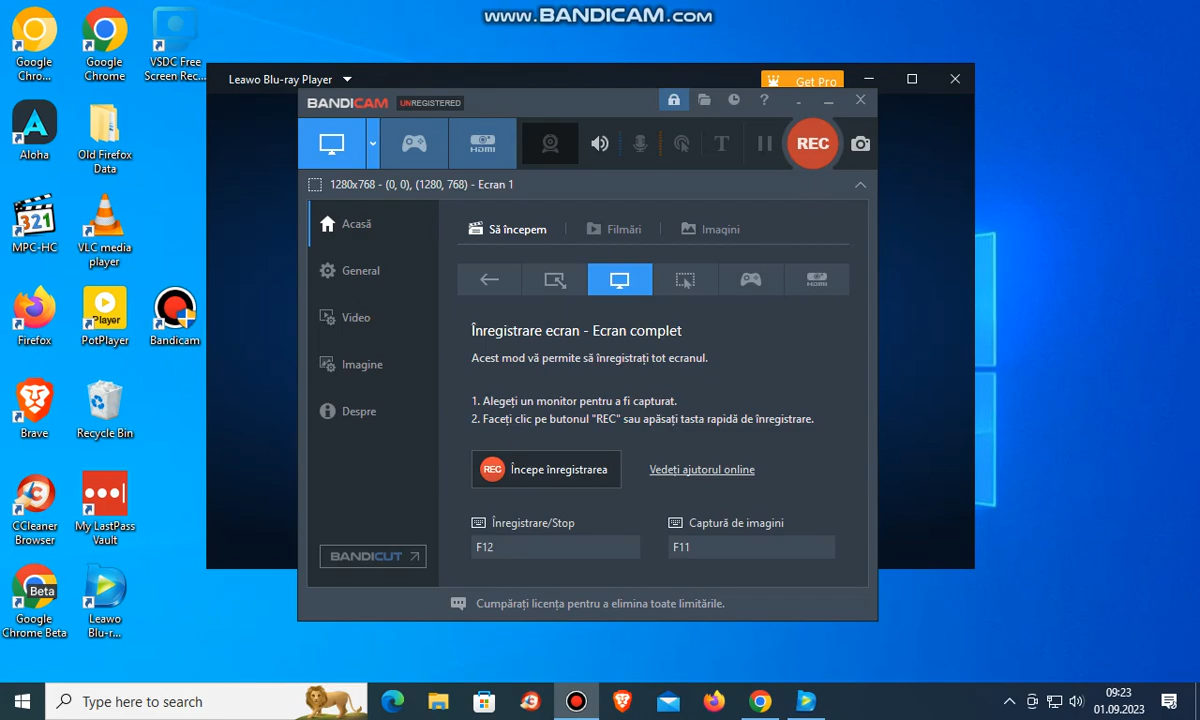 www.BANDICAM.com
Google Chro...
Google Chrome
VSDC Free Screen Rec...
Aloha
Old Firefox Data
MPC-HC
VLC media player
Firefox
PotPlayer
Bandicam
Brave
Recycle Bin
CCleaner Browser
My LastPass Vault
Google Chrome Beta
Leawo Blu-r...
321
Player
Beta
Leawo Blu-ray Player
Get Pro
BANDICAM
UNREGISTERED
?
HDMI
T
REC
1280x768 - (0, 0), (1280, 768) - Ecran 1
Acasă
General
Video
Imagine
Despre
BANDICUT
Să începem
Filmări
Imagini
HDMI
Înregistrare ecran - Ecran complet
Acest mod vă permite să înregistrați tot ecranul.
1. Alegeți un monitor pentru a fi capturat.
2. Faceți clic pe butonul "REC" sau apăsați tasta rapidă de înregistrare.
REC Începe înregistrarea
Vedeți ajutorul online
Înregistrare/Stop
Captură de imagini
F12
F11
Cumpărați licența pentru a elimina toate limitările.
Type here to search
09:23
01.09.2023